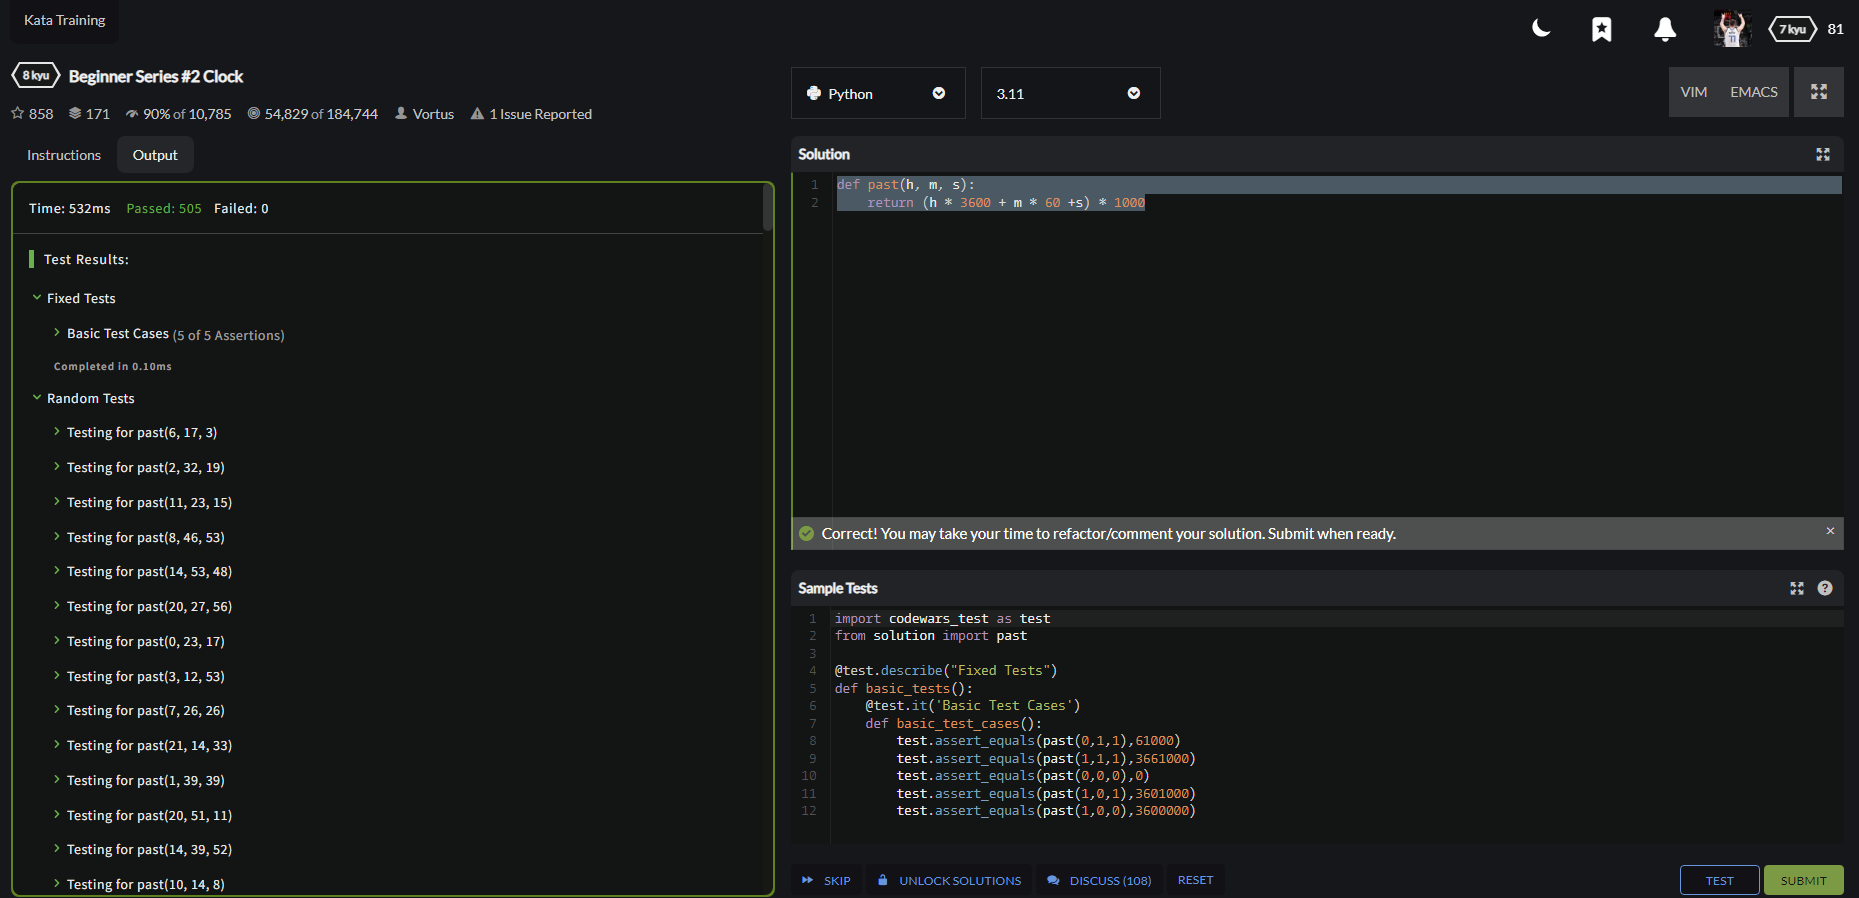 Kata Training
7 kyu 81
8 kyu Beginner Series #2 Clock
858 171 90% of 10,785 54,829 of 184,744 Vortus 1 Issue Reported
Instructions Output
Time: 532ms Passed: 505 Failed: 0
Test Results:
Fixed Tests
Basic Test Cases (5 of 5 Assertions)
Completed in 0.10ms
Random Tests
Testing for past(6, 17, 3)
Testing for past(2, 32, 19)
Testing for past(11, 23, 15)
Testing for past(8, 46, 53)
Testing for past(14, 53, 48)
Testing for past(20, 27, 56)
Testing for past(0, 23, 17)
Testing for past(3, 12, 53)
Testing for past(7, 26, 26)
Testing for past(21, 14, 33)
Testing for past(1, 39, 39)
Testing for past(20, 51, 11)
Testing for past(14, 39, 52)
Testing for past(10, 14, 8)
Python 3.11 VIM EMACS
Solution
1 def past(h, m, s):
2     return (h * 3600 + m * 60 +s) * 1000
Correct! You may take your time to refactor/comment your solution. Submit when ready. ×
Sample Tests ?
1 import codewars_test as test
2 from solution import past
3
4 @test.describe("Fixed Tests")
5 def basic_tests():
6     @test.it('Basic Test Cases')
7     def basic_test_cases():
8         test.assert_equals(past(0,1,1),61000)
9         test.assert_equals(past(1,1,1),3661000)
10         test.assert_equals(past(0,0,0),0)
11         test.assert_equals(past(1,0,1),3601000)
12         test.assert_equals(past(1,0,0),3600000)
SKIP UNLOCK SOLUTIONS DISCUSS (108) RESET TEST SUBMIT